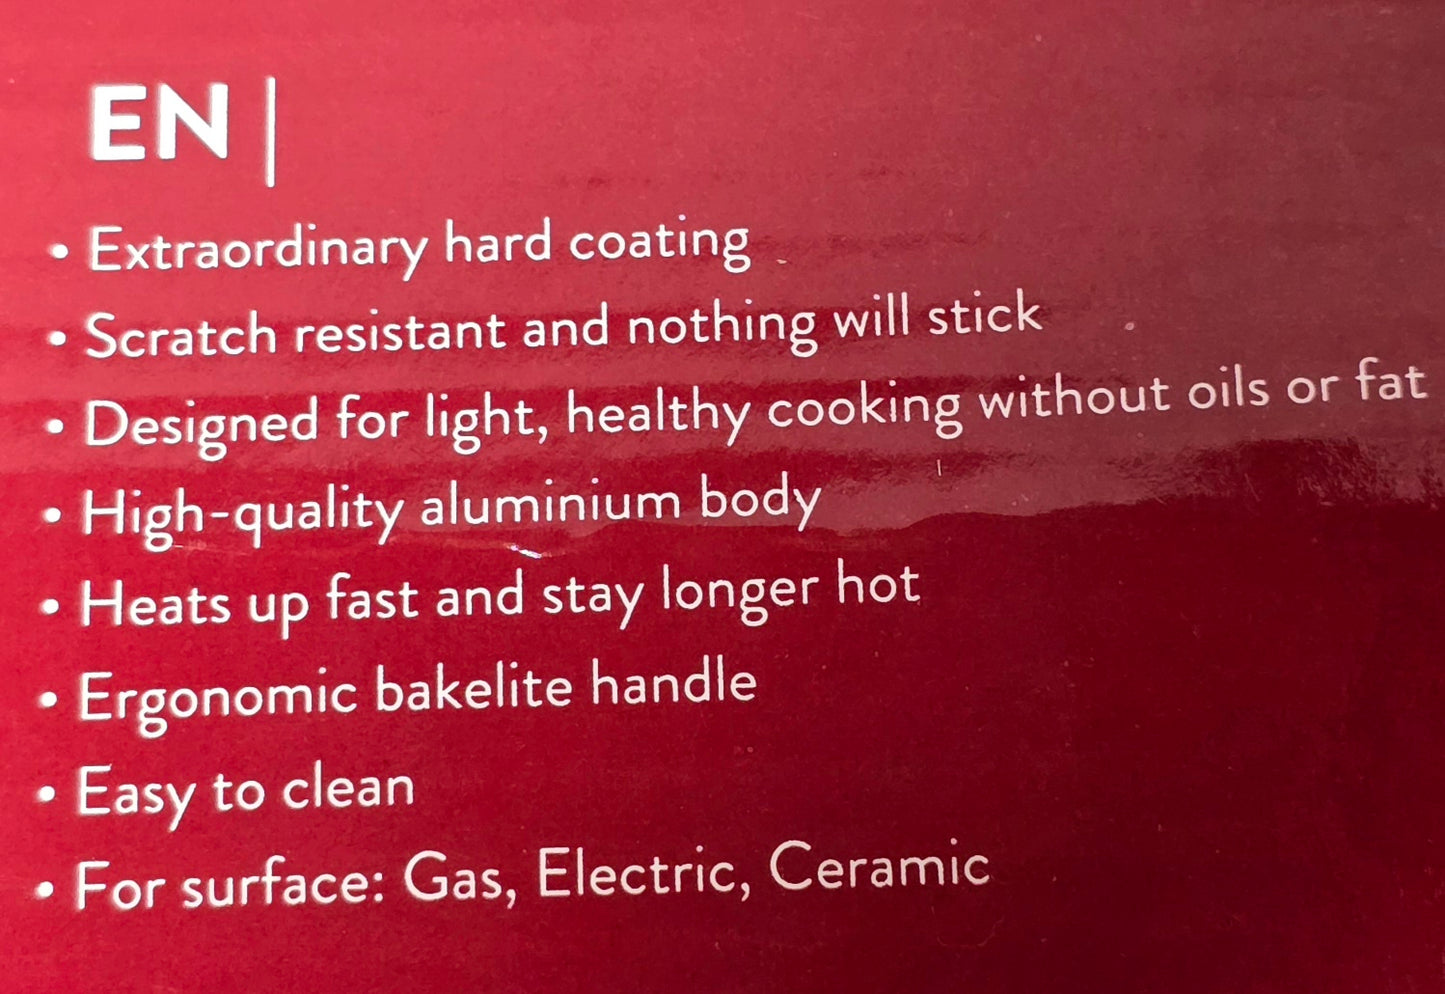 EN|
• Extraordinary hard coating
• Scratch resistant and nothing will stick
• Designed for light, healthy cooking without oils or fat
• High-quality aluminium body
• Heats up fast and stay longer hot
• Ergonomic bakelite handle
• Easy to clean
• For surface: Gas, Electric, Ceramic